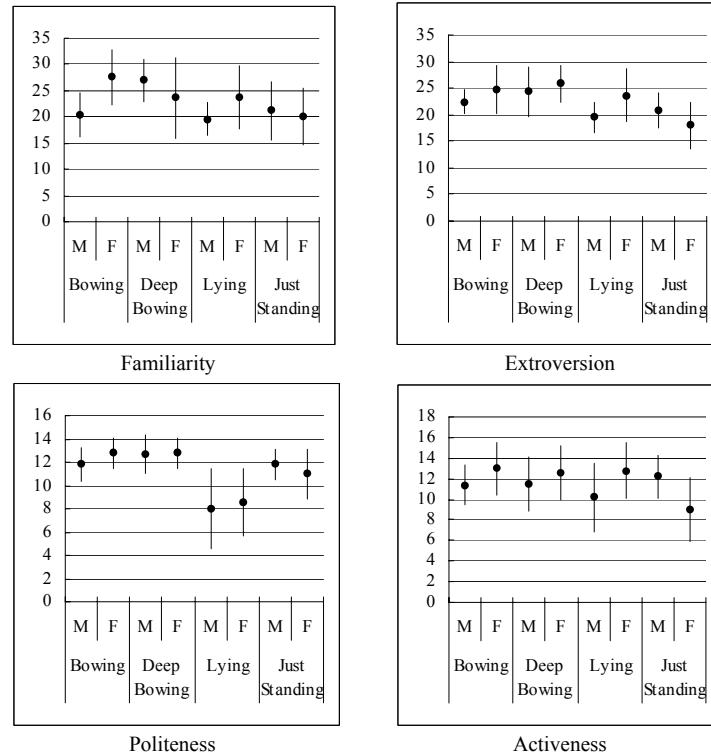 35
30
25
20
15
10
5
0
M F M F M F M F
Bowing Deep Bowing Lying Just Standing
Familiarity
35
30
25
20
15
10
5
0
M F M F M F M F
Bowing Deep Bowing Lying Just Standing
Extroversion
16
14
12
10
8
6
4
2
0
M F M F M F M F
Bowing Deep Bowing Lying Just Standing
Politeness
18
16
14
12
10
8
6
4
2
0
M F M F M F M F
Bowing Deep Bowing Lying Just Standing
Activeness